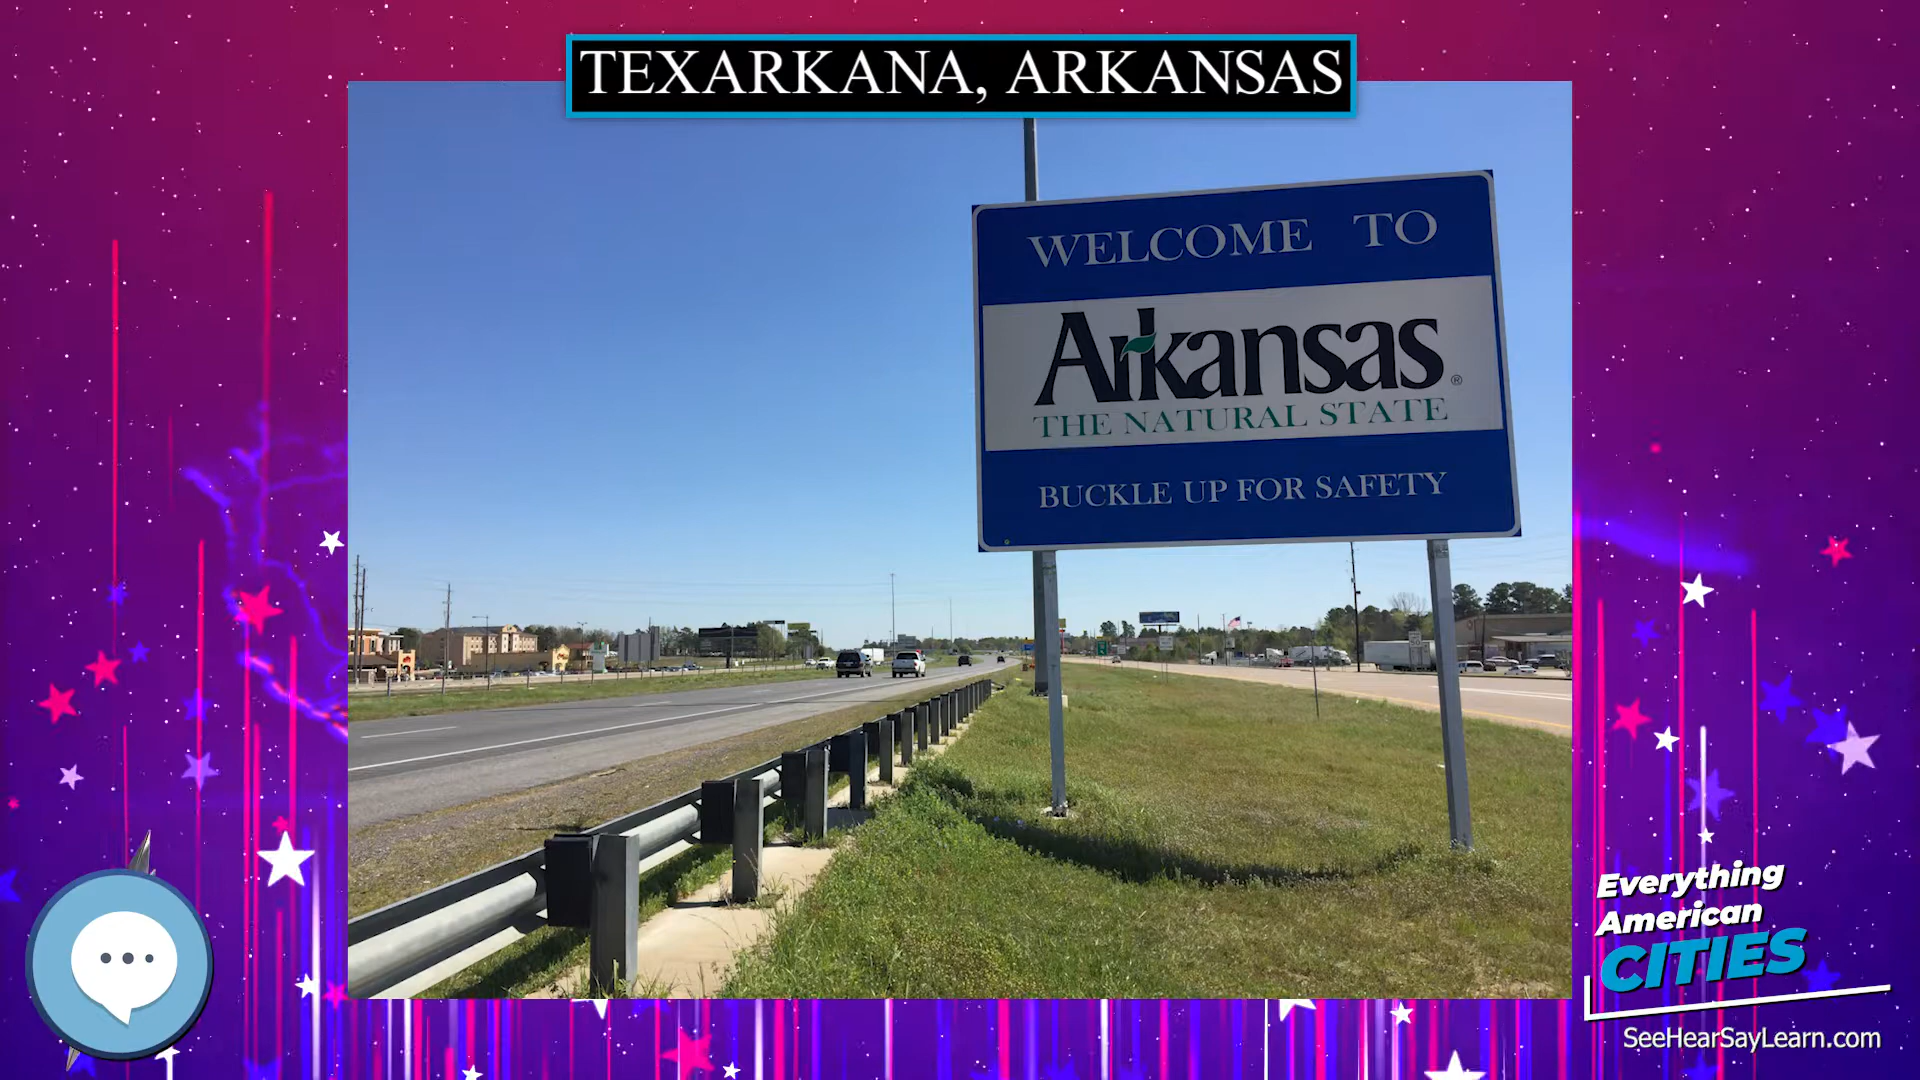 TEXARKANA, ARKANSAS
WELCOME TO
Arkansas®
THE NATURAL STATE
BUCKLE UP FOR SAFETY
Everything
American
CITIES
SeeHearSayLearn.com